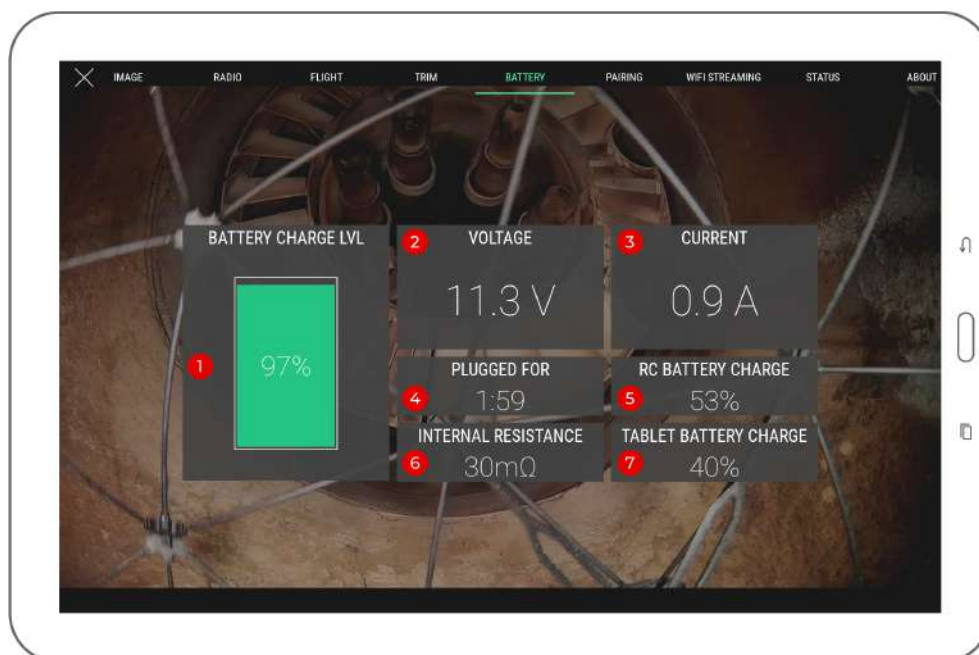 IMAGE RADIO FLIGHT TRIM BATTERY PAIRING WIFI STREAMING STATUS ABOUT
BATTERY CHARGE LVL
1
97%
2 VOLTAGE
11.3 V
3 CURRENT
0.9 A
PLUGGED FOR
4 1:59
RC BATTERY CHARGE
5 53%
INTERNAL RESISTANCE
6 30mΩ
TABLET BATTERY CHARGE
7 40%